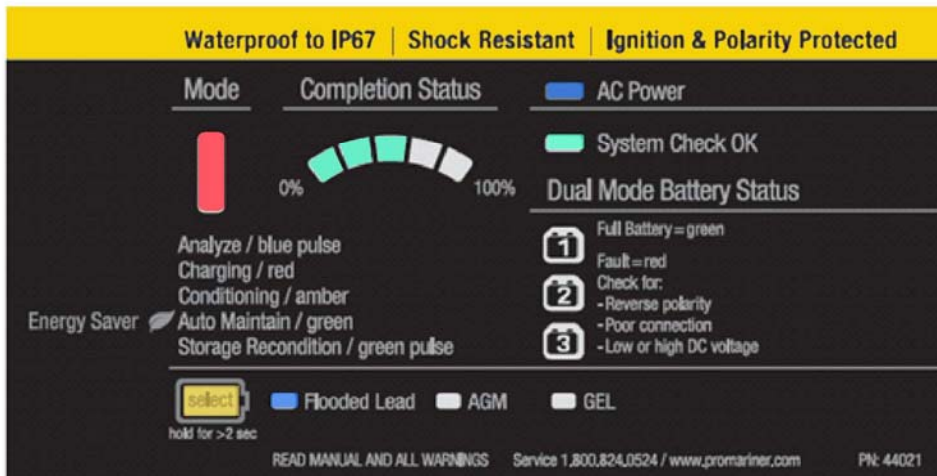 Waterproof to IP67 | Shock Resistant | Ignition & Polarity Protected
Mode
Completion Status
0%
100%
Analyze / blue pulse
Charging / red
Conditioning / amber
Energy Saver Auto Maintain / green
Storage Recondition / green pulse
AC Power
System Check OK
Dual Mode Battery Status
1
Full Battery = green
Fault = red
2
Check for:
-Reverse polarity
3
-Poor connection
-Low or high DC voltage
select
hold for >2 sec
Flooded Lead
AGM
GEL
READ MANUAL AND ALL WARNINGS Service 1.800.824.0524 / www.promariner.com PN: 44021